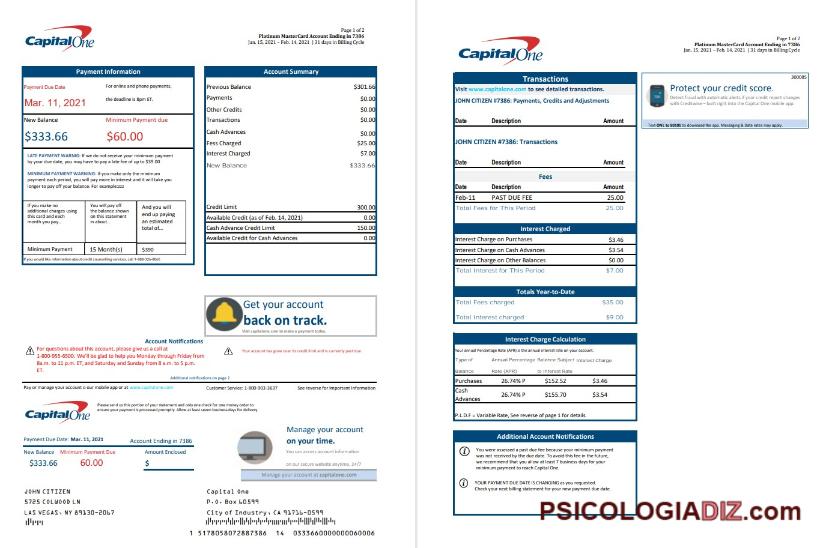 CapitalOne
Page 1 of 2
Platinum MasterCard Account Ending in 7386
Jan. 15, 2021 – Feb. 14, 2021 | 31 days in Billing Cycle
Payment Information
Payment Due Date
For online and phone payments,
Mar. 11, 2021
the deadline is 8pm ET.
New Balance
Minimum Payment due
$333.66
$60.00
LATE PAYMENT WARNING: If we do not receive your minimum payment
by your due date, you may have to pay a late fee of up to
MINIMUM PAYMENT WARNING: If you make only the minimum
payment each period, you will pay more in interest and it will take you
longer to pay off your balance. For example:
If you make no
additional charges using
this card and each
month you pay...
You will pay off
the balance shown
on this statement
in about...
And you will
end up paying
an estimated
total of...
Minimum Payment
15 Month(s)
$390
If you would like information about credit counseling services, call
Account Summary
Previous Balance $301.66
Payments $0.00
Other Credits $0.00
Transactions $0.00
Cash Advances $0.00
Fees Charged $25.00
Interest Charged $7.00
New Balance $333.66
Credit Limit 300.00
Available Credit (as of Feb. 14, 2021) 0.00
Cash Advance Credit Limit 150.00
Available Credit for Cash Advances 0.00
Get your account
back on track.
Account Notifications
For questions about this account, please give us a call at
1-800-955-6600. We'll be glad to help you Monday through Friday from
8a.m. to 11 p.m. ET, and Saturday and Sunday from 8 a.m. to 5 p.m.
ET.
Your account has gone over its credit limit and is currently past due.
Additional notifications on page 2
Pay or manage your account in our mobile app or at www.capitalone.com
Customer Service: 1-800-903-3637
See reverse for Important Information
CapitalOne
Please send us this portion of your statement and only one check for one money order to
ensure your payment is processed promptly. Allow at least seven business days for delivery.
Payment Due Date: Mar. 11, 2021
Account Ending in 7386
New Balance Minimum Payment Due Amount Enclosed
$333.66 60.00 $
Manage your account
on your time.
You can access account information
on our secure website anytime, 24/7
Manage your account at capitalone.com
JOHN CITIZEN
5725 COLWOOD LN
LAS VEGAS, NV 89130-2067
Capital One
P.O. Box 60599
City of Industry, CA 91716-0599
1 5178058072887386 14 0333660000000060006
CapitalOne
Page 1 of 2
Platinum MasterCard Account Ending in 7386
Jan. 15, 2021 – Feb. 14, 2021 | 31 days in Billing Cycle
Transactions
Visit www.capitalone.com to see detailed transactions.
JOHN CITIZEN #7386: Payments, Credits and Adjustments
Date Description Amount
JOHN CITIZEN #7386: Transactions
Date Description Amount
Fees
Date Description Amount
Feb-11 PAST DUE FEE 25.00
Total Fees for This Period 25.00
Interest Charged
Interest Charge on Purchases $3.46
Interest Charge on Cash Advances $3.54
Interest Charge on Other Balances $0.00
Total Interest for This Period $7.00
Totals Year-to-Date
Total Fees charged $35.00
Total Interest charged $9.00
Interest Charge Calculation
Your annual Percentage Rate (APR) is the annual interest rate on your account.
Type of Annual Percentage Balance Subject Interest Charge
Balance Rate (APR) to Interest Rate
Purchases 26.74% P $152.52 $3.46
Cash
Advances 26.74% P $155.70 $3.54
P,L,D,F = Variable Rate, See reverse of page 1 for details
Additional Account Notifications
You were assessed a past due fee because your minimum payment
was not received by the due date. To avoid this fee in the future,
we recommend that you allow at least 7 business days for your
minimum payment to reach Capital One.
YOUR PAYMENT DUE DATE IS CHANGING as you requested.
Check your next billing statement for your new payment due date.
300085
Protect your credit score.
Detect fraud with automatic alerts if your credit report changes
with CreditWise – built right into the Capital One mobile app.
Text ONE to 80101 to download the app. Messaging & Data rates may apply.
PSICOLOGIADIZ.com